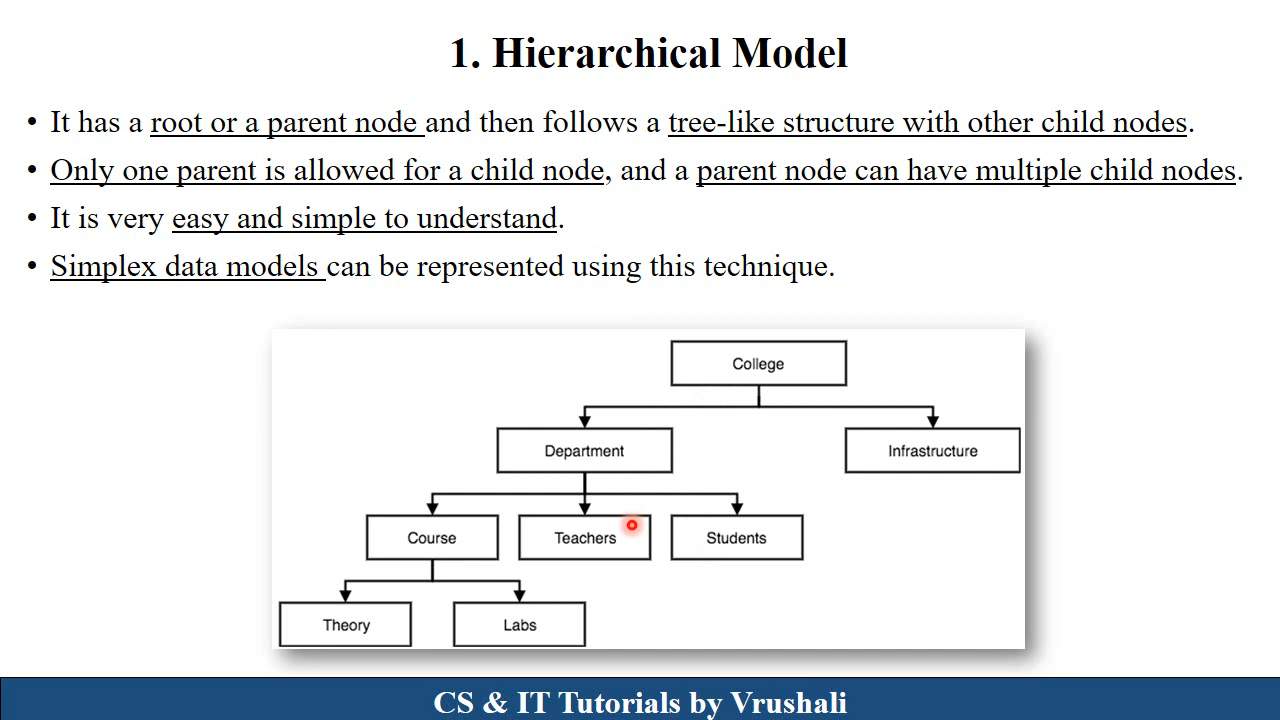 1. Hierarchical Model
• It has a root or a parent node and then follows a tree-like structure with other child nodes.
• Only one parent is allowed for a child node, and a parent node can have multiple child nodes.
• It is very easy and simple to understand.
• Simplex data models can be represented using this technique.
College
Department
Infrastructure
Course
Teachers
Students
Theory
Labs
CS & IT Tutorials by Vrushali